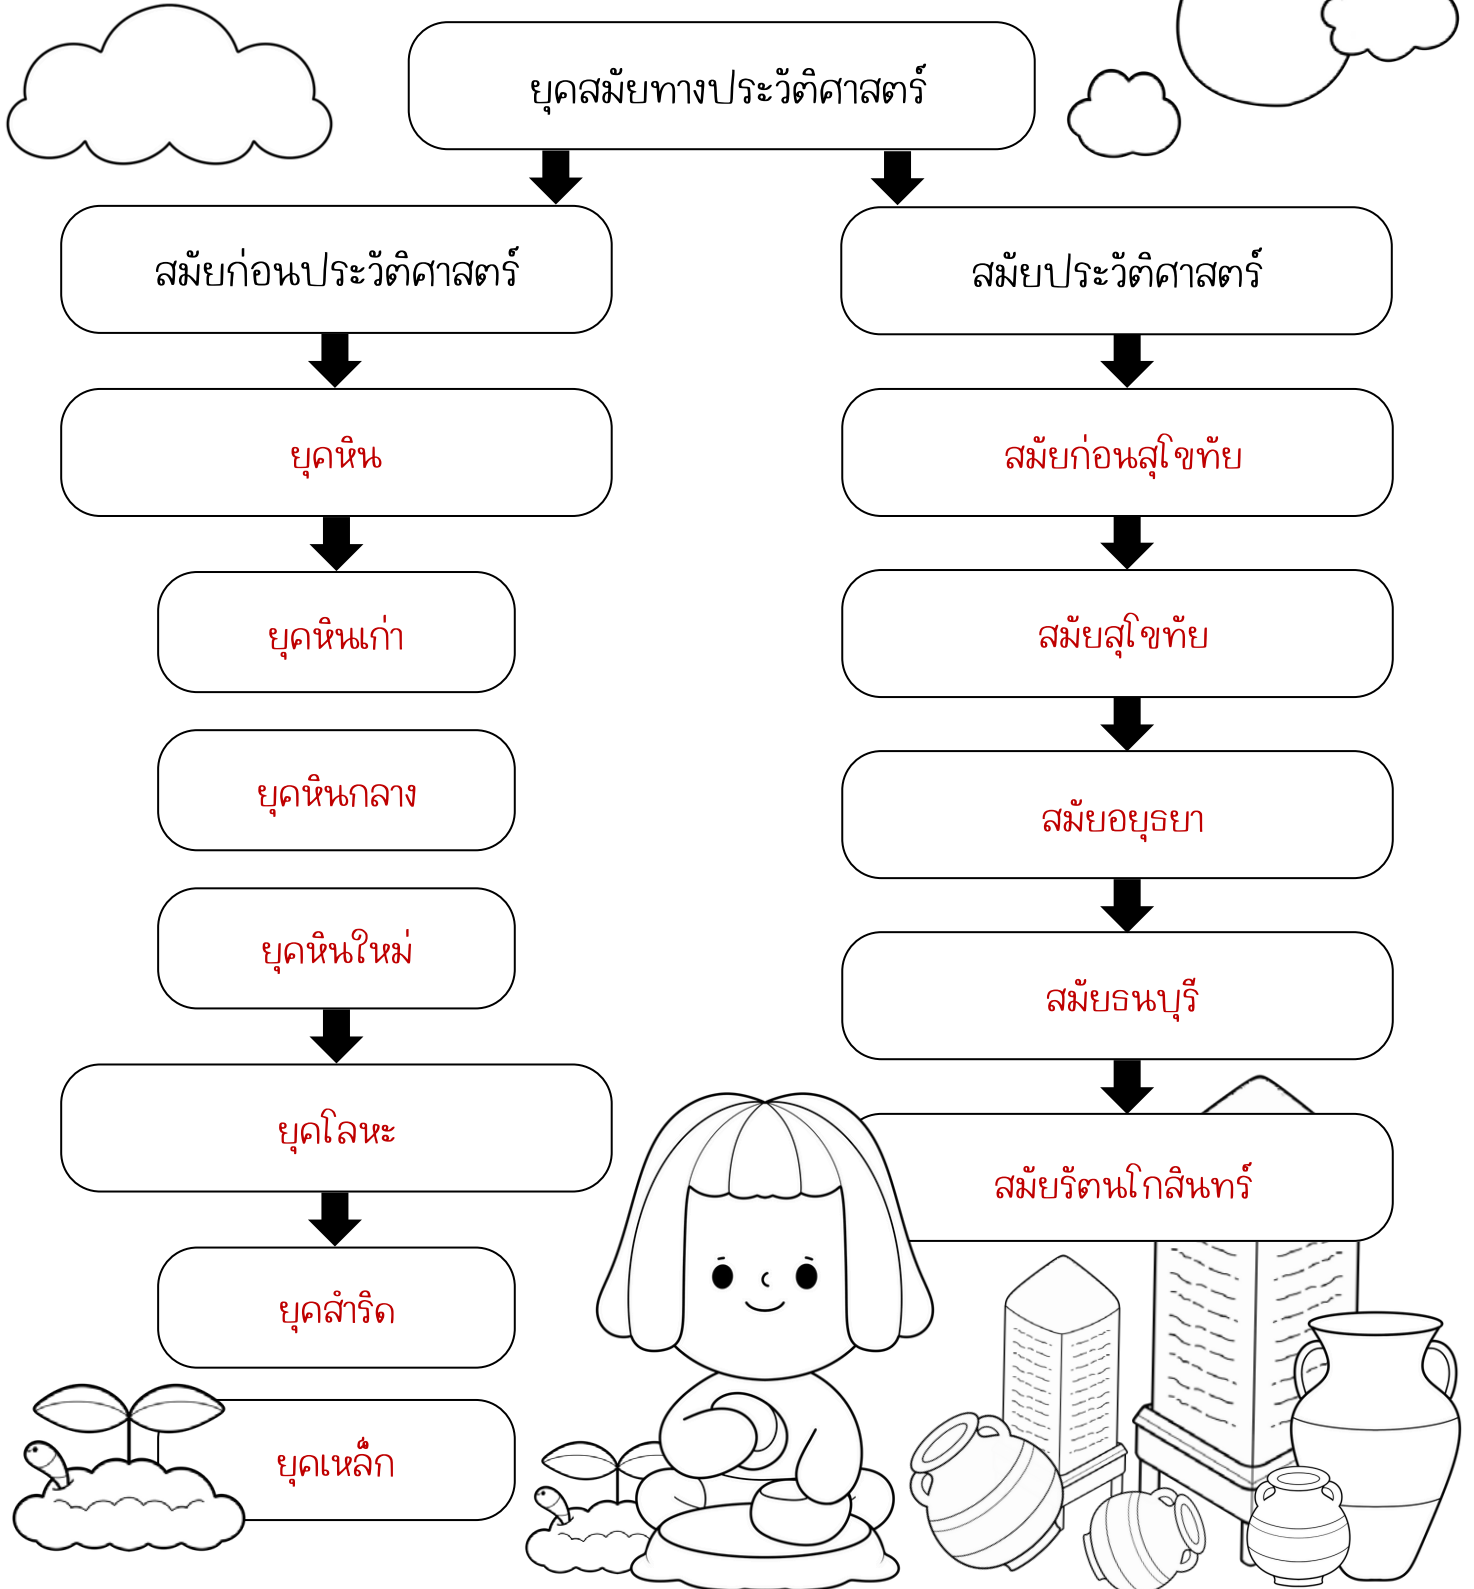 ยุคสมัยทางประวัติศาสตร์
สมัยก่อนประวัติศาสตร์
ยุคหิน
ยุคหินเก่า
ยุคหินกลาง
ยุคหินใหม่
ยุคโลหะ
ยุคสำริด
ยุคเหล็ก
สมัยประวัติศาสตร์
สมัยก่อนสุโขทัย
สมัยสุโขทัย
สมัยอยุธยา
สมัยธนบุรี
สมัยรัตนโกสินทร์